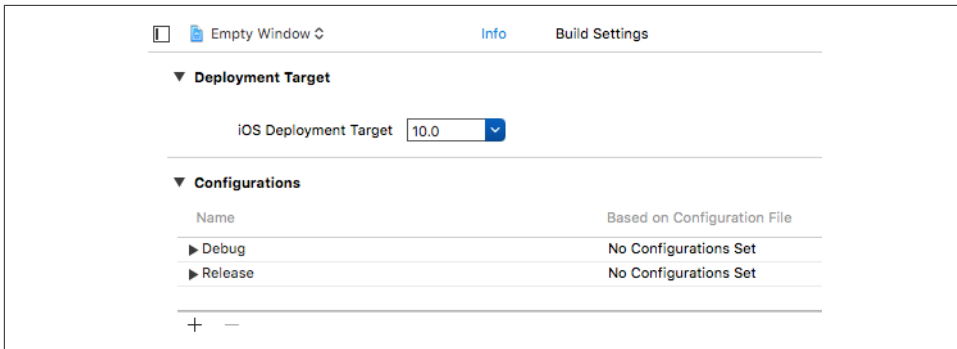 Empty Window Info Build Settings
Deployment Target
iOS Deployment Target 10.0
Configurations
Name Based on Configuration File
Debug No Configurations Set
Release No Configurations Set
+ −